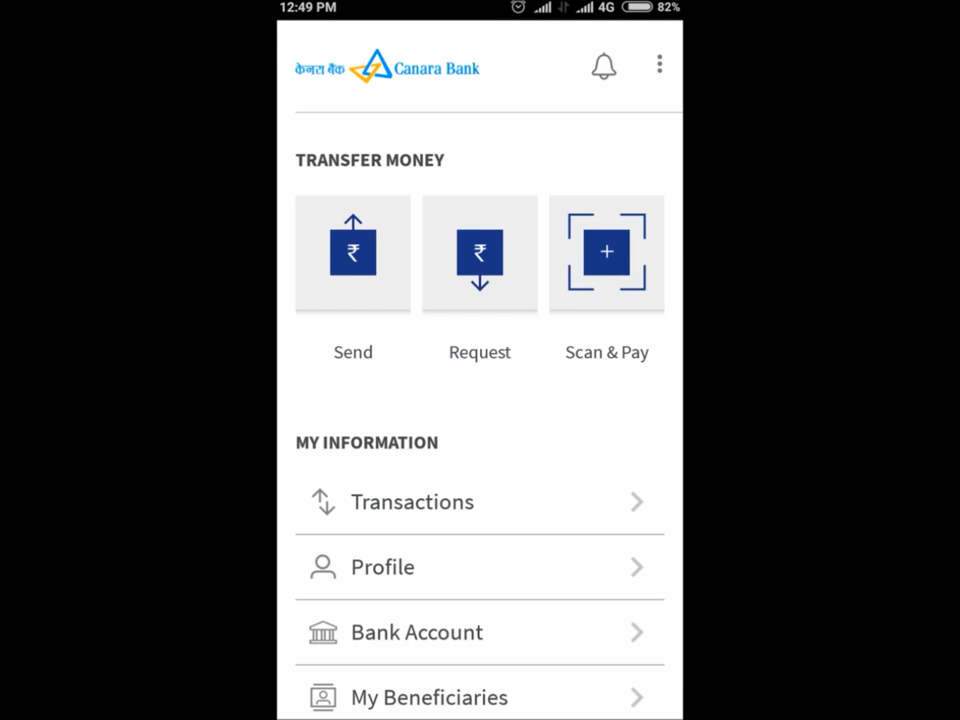 12:49 PM 4G 82%
केनरा बैंक Canara Bank
TRANSFER MONEY
₹ ₹ +
Send Request Scan & Pay
MY INFORMATION
Transactions
Profile
Bank Account
My Beneficiaries